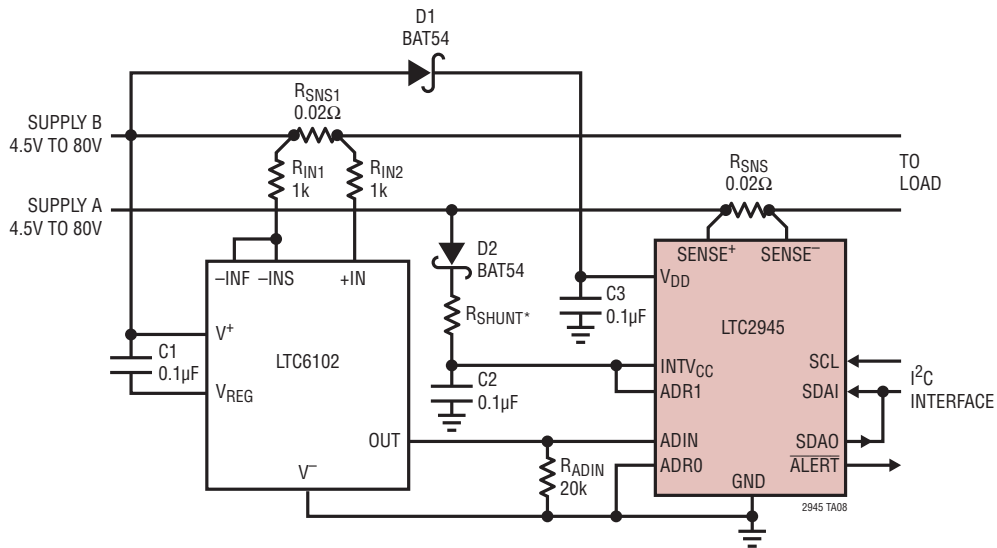 D1
BAT54
RSNS1
0.02Ω
SUPPLY B
4.5V TO 80V
RIN1
1k
RIN2
1k
RSNS
0.02Ω
TO
LOAD
SUPPLY A
4.5V TO 80V
D2
BAT54
SENSE+
SENSE–
–INF
–INS
+IN
VDD
C3
0.1µF
RSHUNT*
LTC2945
V+
LTC6102
C1
0.1µF
VREG
INTVCC
ADR1
SCL
SDAI
I2C
INTERFACE
C2
0.1µF
OUT
ADIN
SDAO
RADIN
20k
ADR0
ALERT
V–
GND
2945 TA08